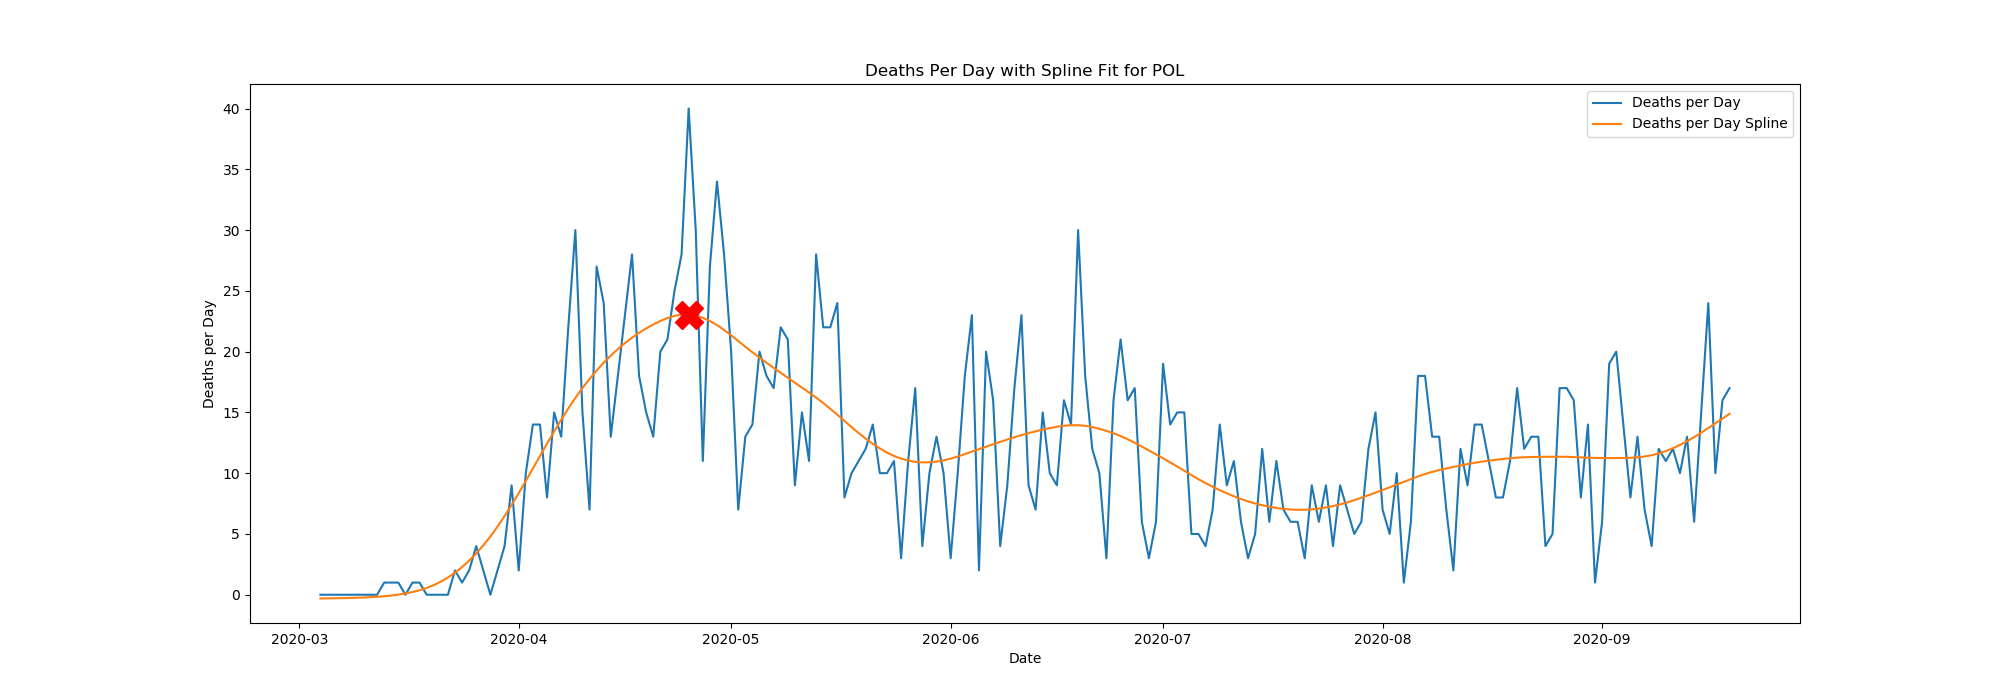 Deaths Per Day with Spline Fit for POL
Deaths per Day
Deaths per Day Spline
40
35
30
25
20
15
10
5
0
Deaths per Day
2020-03 2020-04 2020-05 2020-06 2020-07 2020-08 2020-09
Date